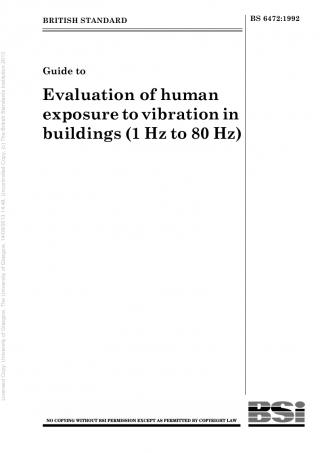 BRITISH STANDARD
BS 6472:1992
Guide to
Evaluation of human
exposure to vibration in
buildings (1 Hz to 80 Hz)
Licensed Copy: University of Glasgow, The University of Glasgow, 14/03/2013 14:48, Uncontrolled Copy, (c) The British Standards Institution 2013
NO COPYING WITHOUT BSI PERMISSION EXCEPT AS PERMITTED BY COPYRIGHT LAW
BSi